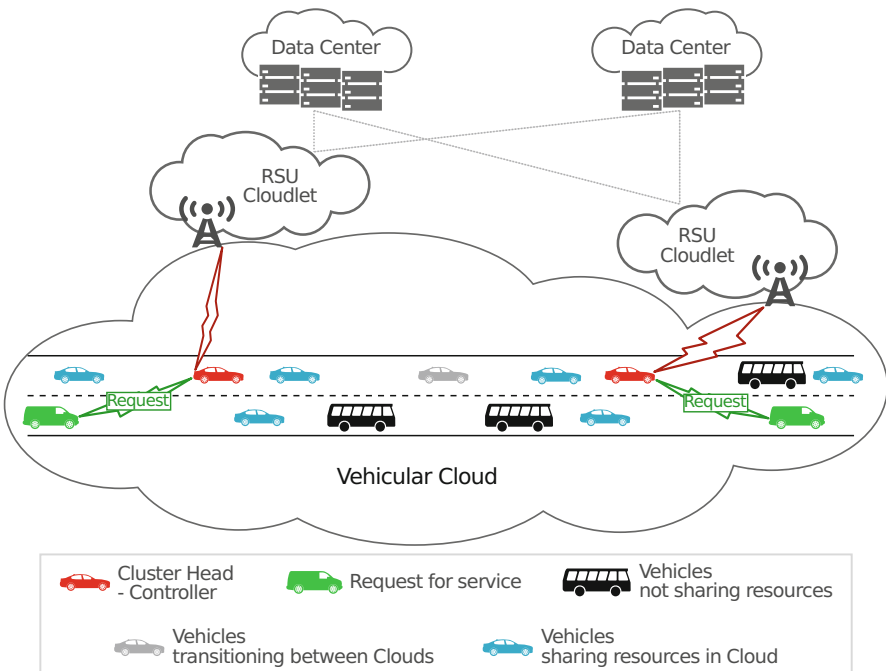 Data Center
Data Center
RSU
Cloudlet
RSU
Cloudlet
Request
Request
Vehicular Cloud
Cluster Head
- Controller
Request for service
Vehicles
not sharing resources
Vehicles
transitioning between Clouds
Vehicles
sharing resources in Cloud